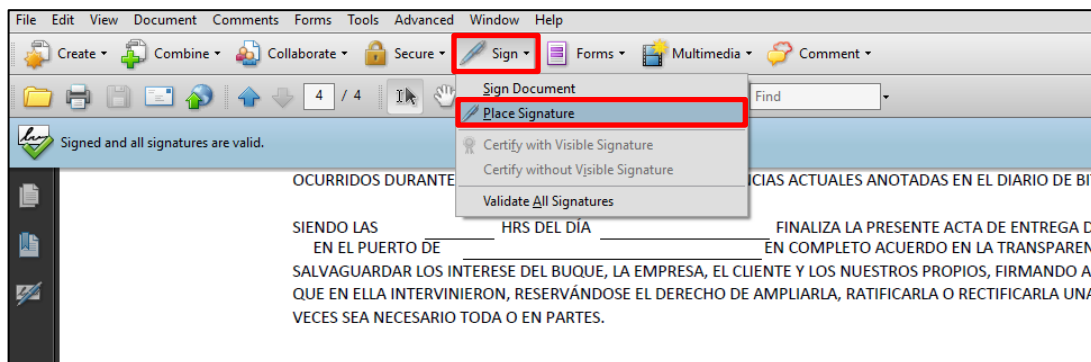 File Edit View Document Comments Forms Tools Advanced Window Help
Create Combine Collaborate Secure Sign Forms Multimedia Comment
4 / 4 Find
Sign Document
Place Signature
Signed and all signatures are valid.
Certify with Visible Signature
Certify without Visible Signature
Validate All Signatures
OCURRIDOS DURANTE NCIAS ACTUALES ANOTADAS EN EL DIARIO DE BI
SIENDO LAS HRS DEL DÍA FINALIZA LA PRESENTE ACTA DE ENTREGA D
EN EL PUERTO DE EN COMPLETO ACUERDO EN LA TRANSPAREN
SALVAGUARDAR LOS INTERESE DEL BUQUE, LA EMPRESA, EL CLIENTE Y LOS NUESTROS PROPIOS, FIRMANDO A
QUE EN ELLA INTERVINIERON, RESERVÁNDOSE EL DERECHO DE AMPLIARLA, RATIFICARLA O RECTIFICARLA UNA
VECES SEA NECESARIO TODA O EN PARTES.